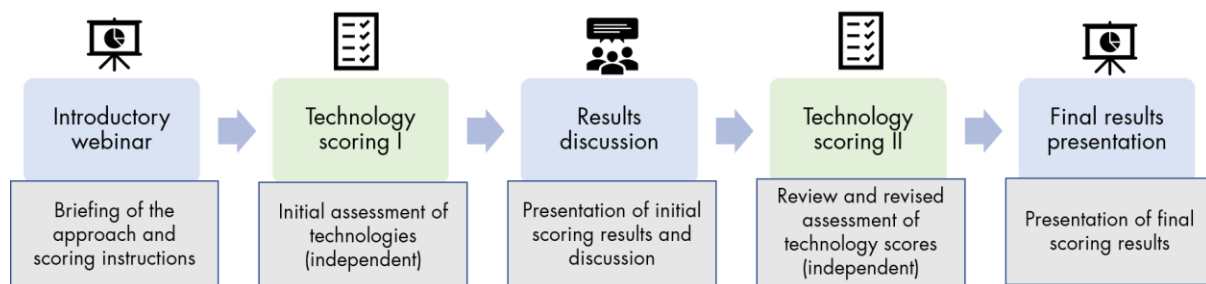 Introductory
webinar
Briefing of the
approach and
scoring instructions
Technology
scoring I
Initial assessment of
technologies
(independent)
Results
discussion
Presentation of initial
scoring results and
discussion
Technology
scoring II
Review and revised
assessment of
technology scores
(independent)
Final results
presentation
Presentation of final
scoring results